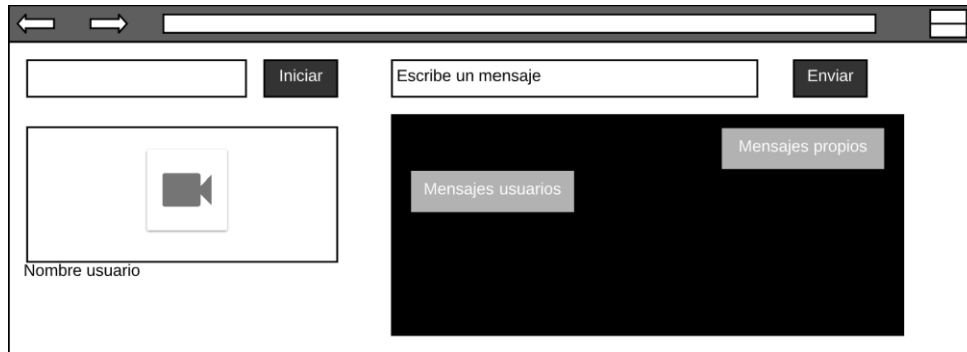 Iniciar
Escribe un mensaje
Enviar
Nombre usuario
Mensajes propios
Mensajes usuarios